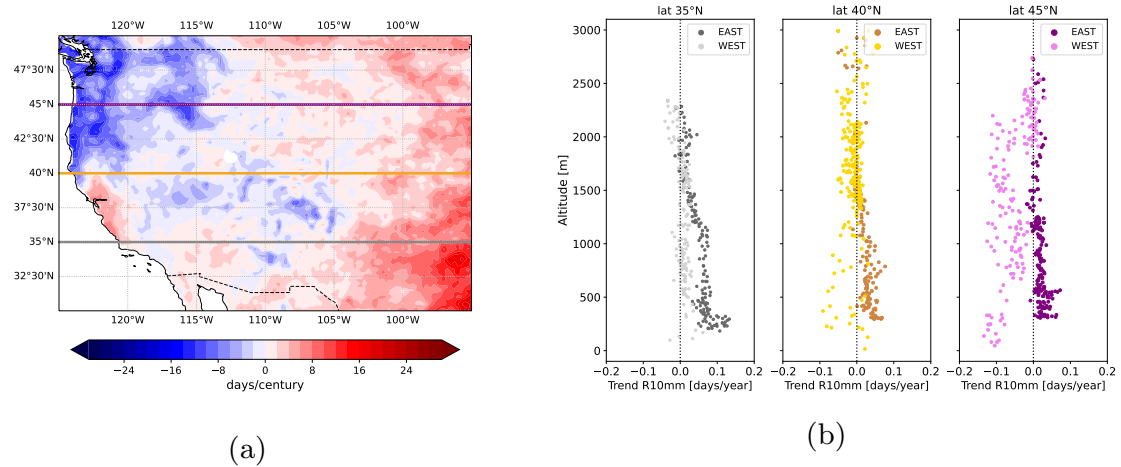 120°W 115°W 110°W 105°W 100°W
47°30'N
45°N
42°30'N
40°N
37°30'N
35°N
32°30'N
120°W 115°W 110°W 105°W 100°W
−24 −16 −8 0 8 16 24
days/century
(a)
lat 35°N lat 40°N lat 45°N
EAST
WEST
EAST
WEST
EAST
WEST
Altitude [m]
3000
2500
2000
1500
1000
500
0
−0.2 −0.1 0.0 0.1 0.2
−0.2 −0.1 0.0 0.1 0.2
−0.2 −0.1 0.0 0.1 0.2
Trend R10mm [days/year] Trend R10mm [days/year] Trend R10mm [days/year]
(b)